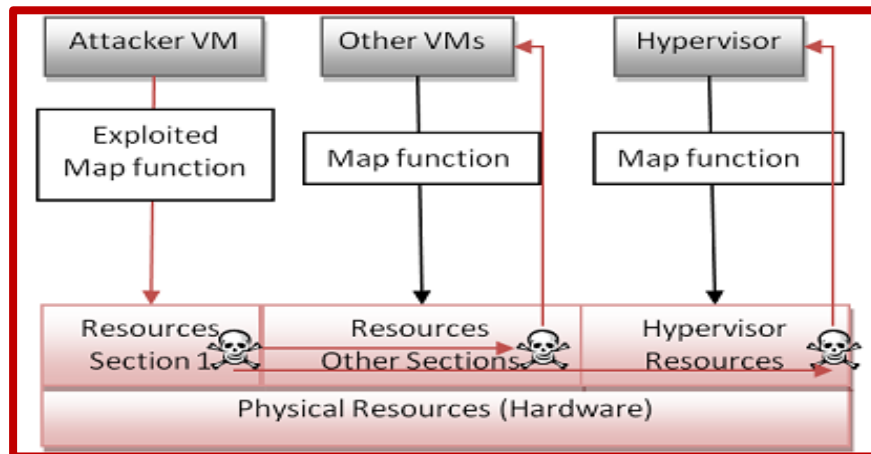 Attacker VM
Other VMs
Hypervisor
Exploited
Map function
Map function
Map function
Resources
Section 1
Resources
Other Sections
Hypervisor
Resources
Physical Resources (Hardware)